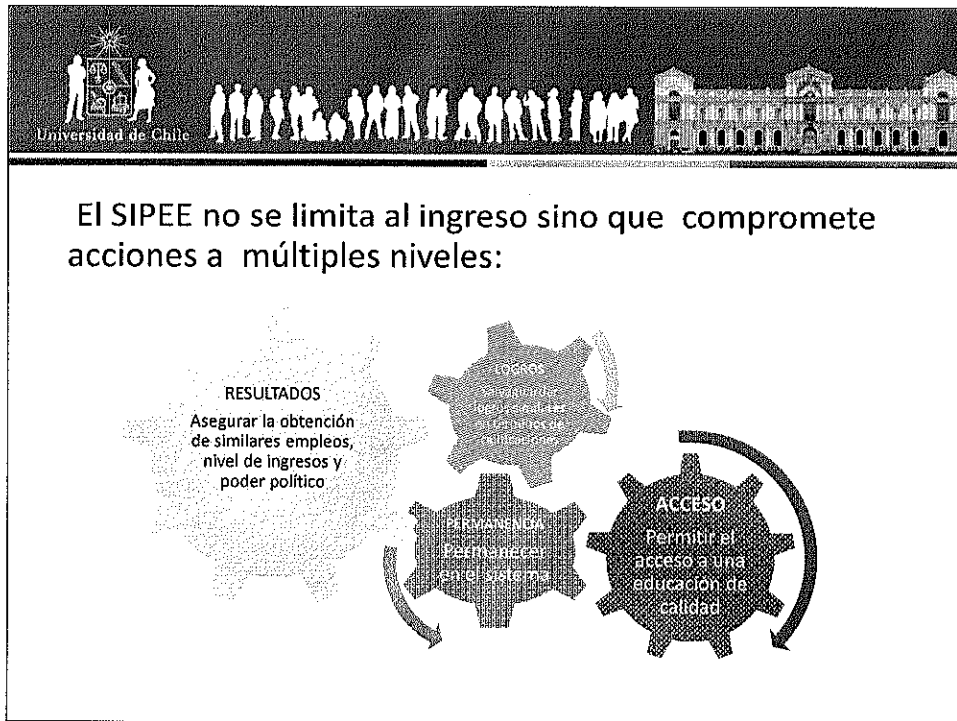 Universidad de Chile
El SIPEE no se limita al ingreso sino que compromete
acciones a múltiples niveles:
RESULTADOS
Asegurar la obtención
de similares empleos,
nivel de ingresos y
poder político
LOGROS
PERMANENCIA
Permanecer
en el sistema
ACCESO
Permitir el
acceso a una
educación de
calidad